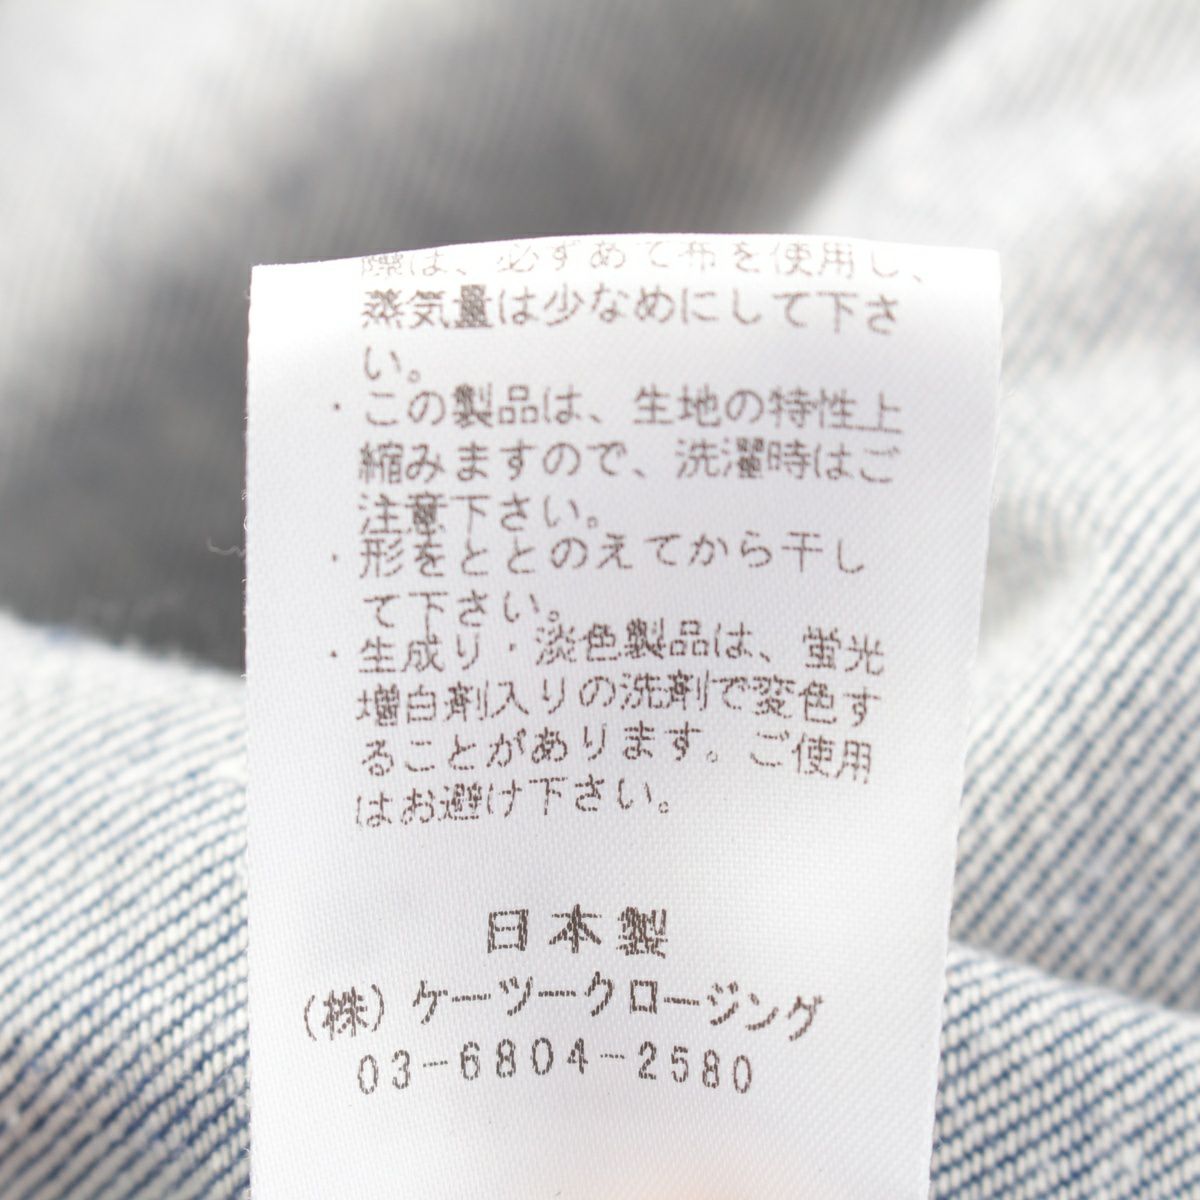 際は、必ずあて布を使用し、
蒸気量は少なめにして下さ
い。
・この製品は、生地の特性上
縮みますので、洗濯時はご
注意下さい。
・形をととのえてから干し
て下さい。
・生成り・淡色製品は、蛍光
増白剤入りの洗剤で変色す
ることがあります。ご使用
はお避け下さい。
日本製
(株)ケーツークロージング
03-6804-2580